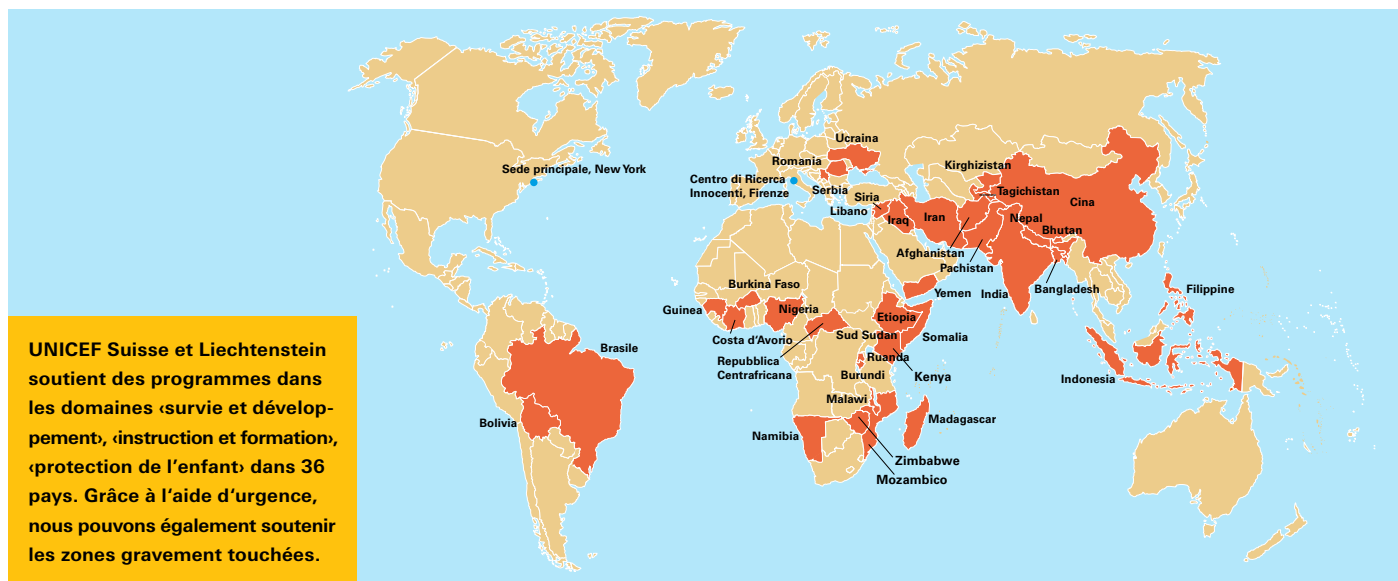 Ucraina
Romania
Kirghizistan
Sede principale, New York
Centro di Ricerca
Innocenti, Firenze
Serbia
Siria
Tagichistan
Cina
Libano
Iraq
Iran
Nepal
Bhutan
Afghanistan
Pachistan
Burkina Faso
Yemen
India
Bangladesh
Filippine
Guinea
Nigeria
Etiopia
Costa d'Avorio
Sud Sudan
Somalia
Repubblica
Centrafricana
Ruanda
Burundi
Kenya
Indonesia
Brasile
Malawi
Bolivia
Madagascar
Namibia
Zimbabwe
Mozambico
UNICEF Suisse et Liechtenstein
soutient des programmes dans
les domaines ‹survie et dévelop-
pement›, ‹instruction et formation›,
‹protection de l’enfant› dans 36
pays. Grâce à l‘aide d‘urgence,
nous pouvons également soutenir
les zones gravement touchées.